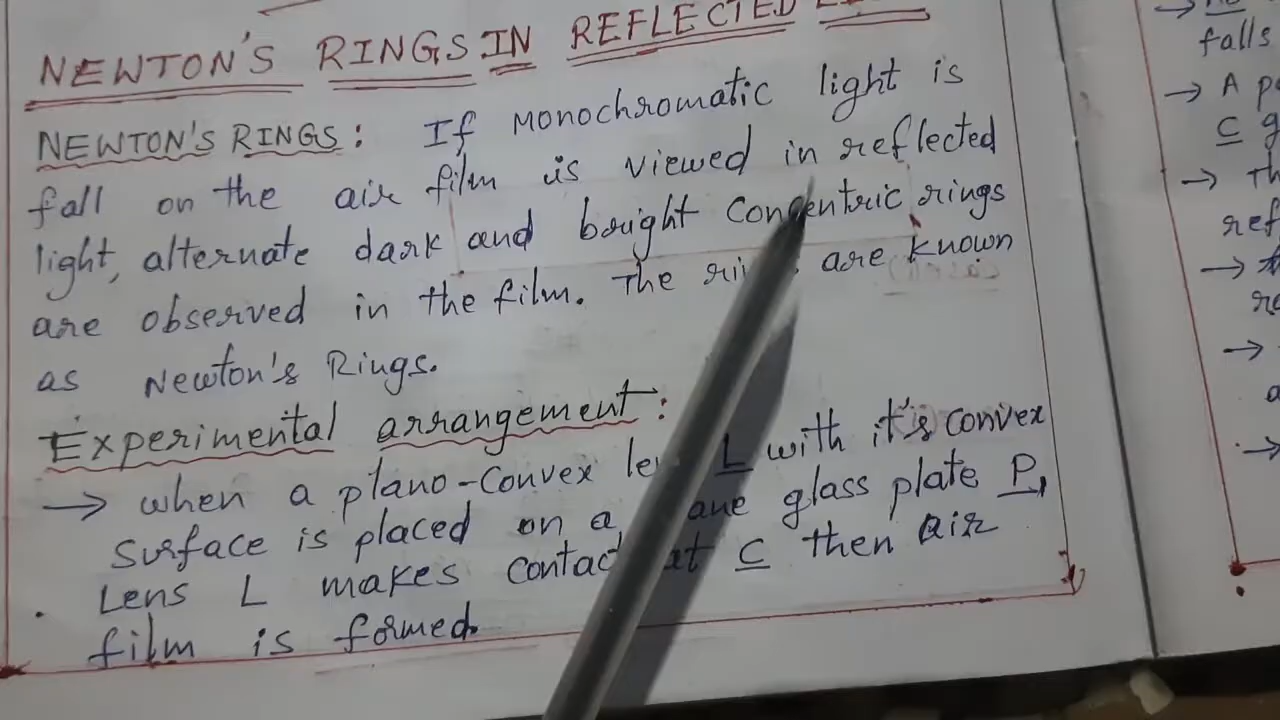 NEWTON'S RINGS IN REFLECTED
NEWTON'S RINGS: If Monochromatic light is
fall on the air film is viewed in reflected
light, alternate dark and bright concentric rings
are observed in the film. The are known
as Newton's Rings.
Experimental arrangement:
→ when a plano-convex L with it's convex
surface is placed on a glass plate P,
Lens L makes contact at C then air
film is formed.
→
falls
→ A
C
→
→
→
→